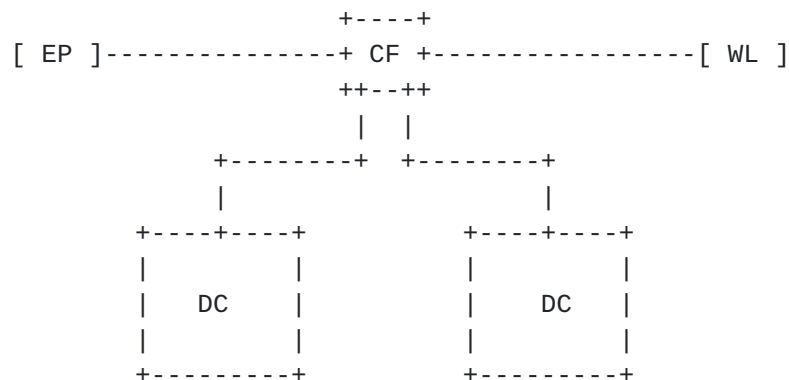 +----+
[ EP ]---------------+ CF +-----------------[ WL ]
                     ++--++
                      |  |
             +--------+  +--------+
             |                    |
        +----+----+          +----+----+
        |         |          |         |
        |   DC    |          |    DC   |
        |         |          |         |
        +---------+          +---------+